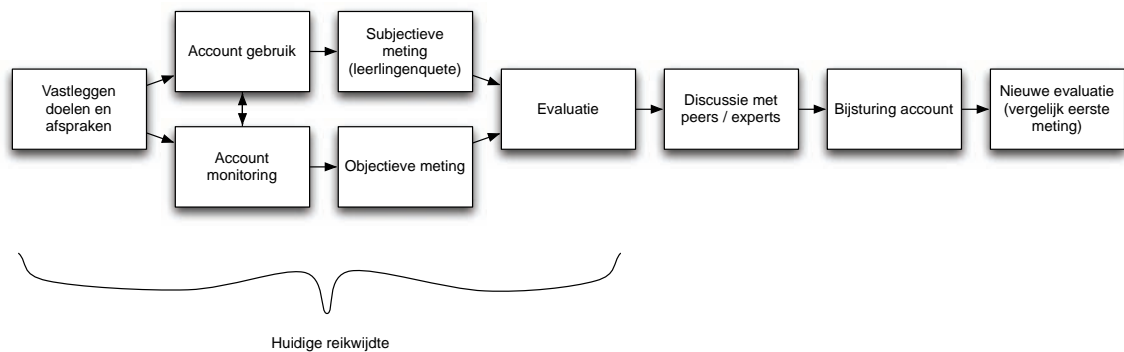 Vastleggen
doelen en
afspraken
Account gebruik
Account
monitoring
Subjectieve
meting
(leerlingenquete)
Objectieve meting
Evaluatie
Discussie met
peers / experts
Bijsturing account
Nieuwe evaluatie
(vergelijk eerste
meting)
Huidige reikwijdte